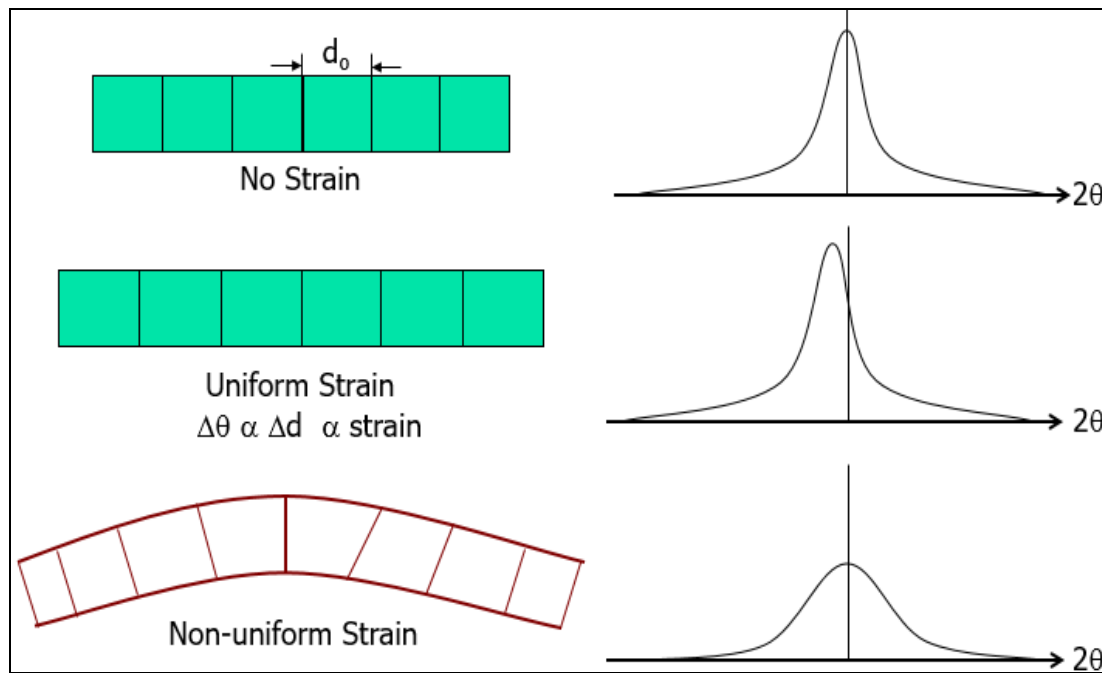 d₀
No Strain
2θ
Uniform Strain
Δθ α Δd α strain
2θ
Non-uniform Strain
2θ